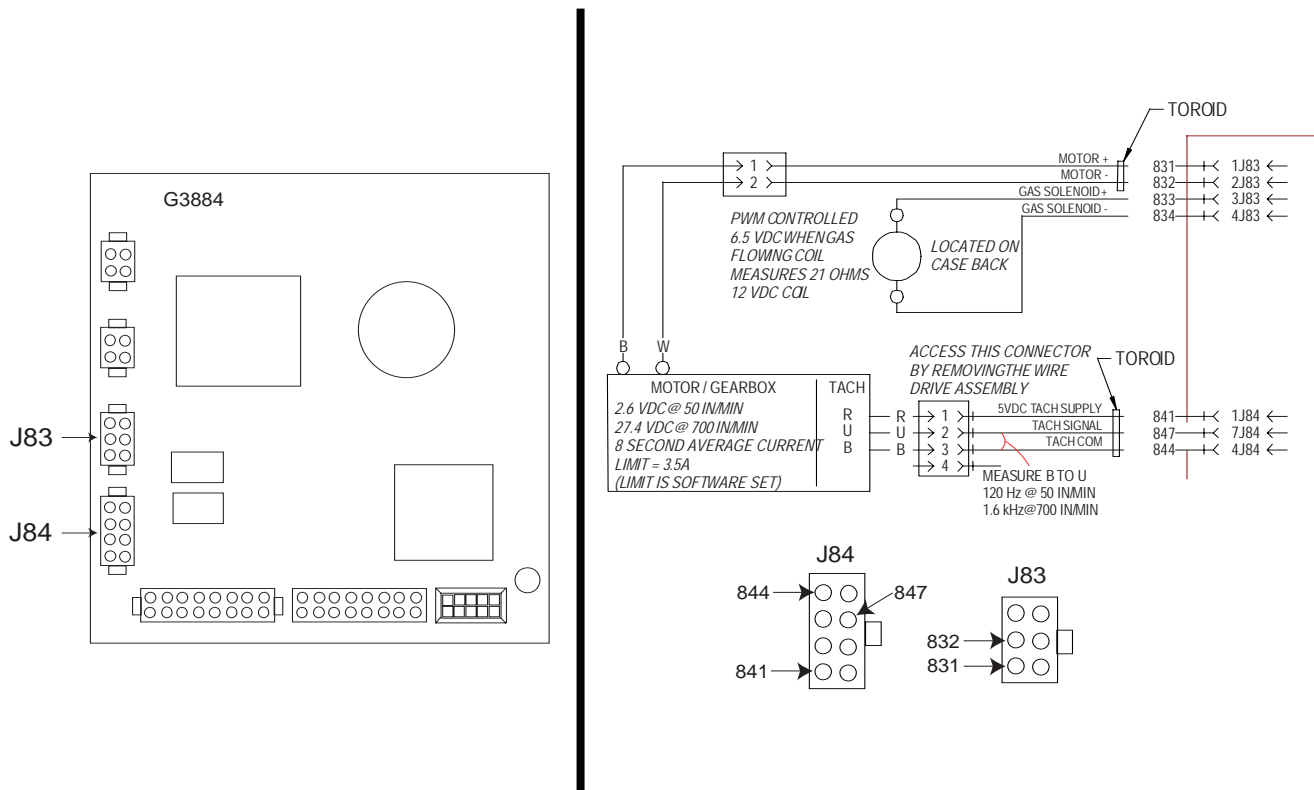 G3884
J83
J84
TOROID
1
2
MOTOR +
MOTOR -
GAS SOLENOID+
GAS SOLENOID -
831
832
833
834
1J83
2J83
3J83
4J83
PWM CONTROLLED
6.5 VDC WHEN GAS
FLOWING COIL
MEASURES 21 OHMS
12 VDC COIL
LOCATED ON
CASE BACK
B
W
MOTOR / GEARBOX
2.6 VDC @ 50 IN/MIN
27.4 VDC @ 700 IN/MIN
8 SECOND AVERAGE CURRENT
LIMIT = 3.5A
(LIMIT IS SOFTWARE SET)
TACH
R
U
B
R
U
B
1
2
3
4
ACCESS THIS CONNECTOR
BY REMOVING THE WIRE
DRIVE ASSEMBLY
TOROID
5VDC TACH SUPPLY
TACH SIGNAL
TACH COM
841
847
844
1J84
7J84
4J84
MEASURE B TO U
120 Hz @ 50 IN/MIN
1.6 kHz@700 IN/MIN
J84
844
847
841
J83
832
831